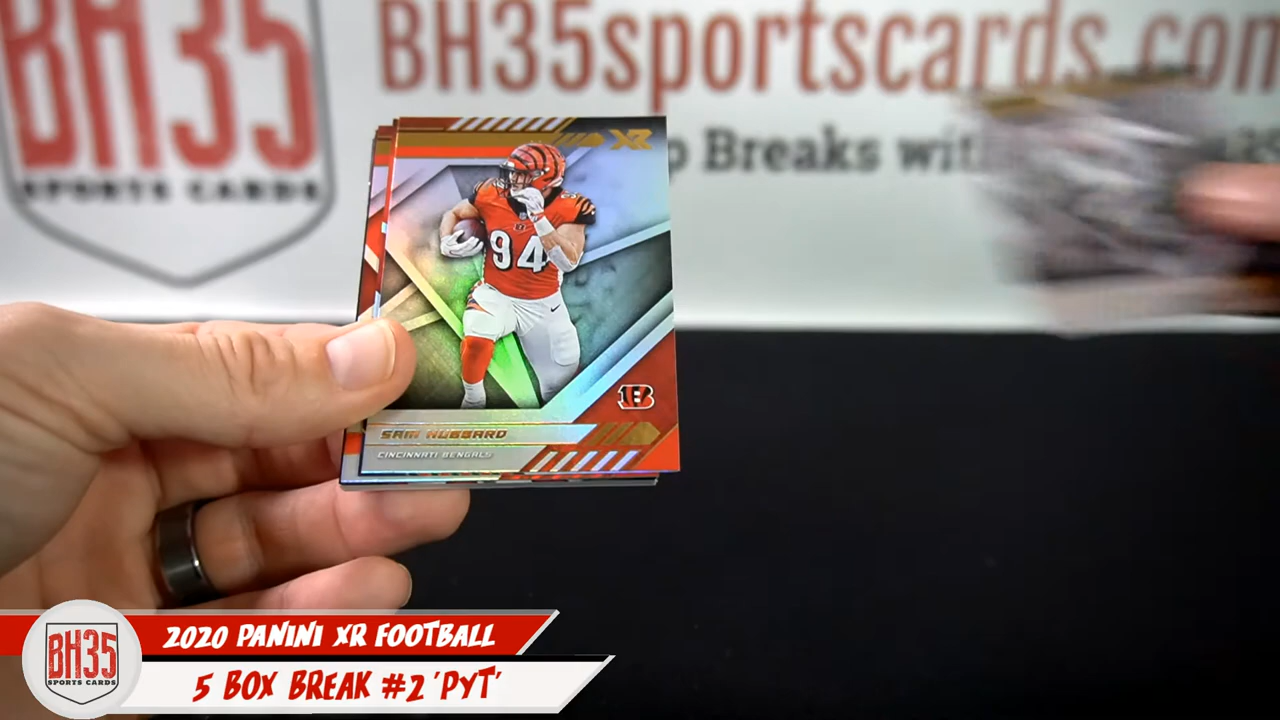 BH35
SPORTS CARDS
BH35sportscards.com
p Breaks wit
XR
94
94
B
SAM HUBBARD
CINCINNATI BENGALS
2020 PANINI XR FOOTBALL
BH35
SPORTS CARDS
5 BOX BREAK #2 'PYT'